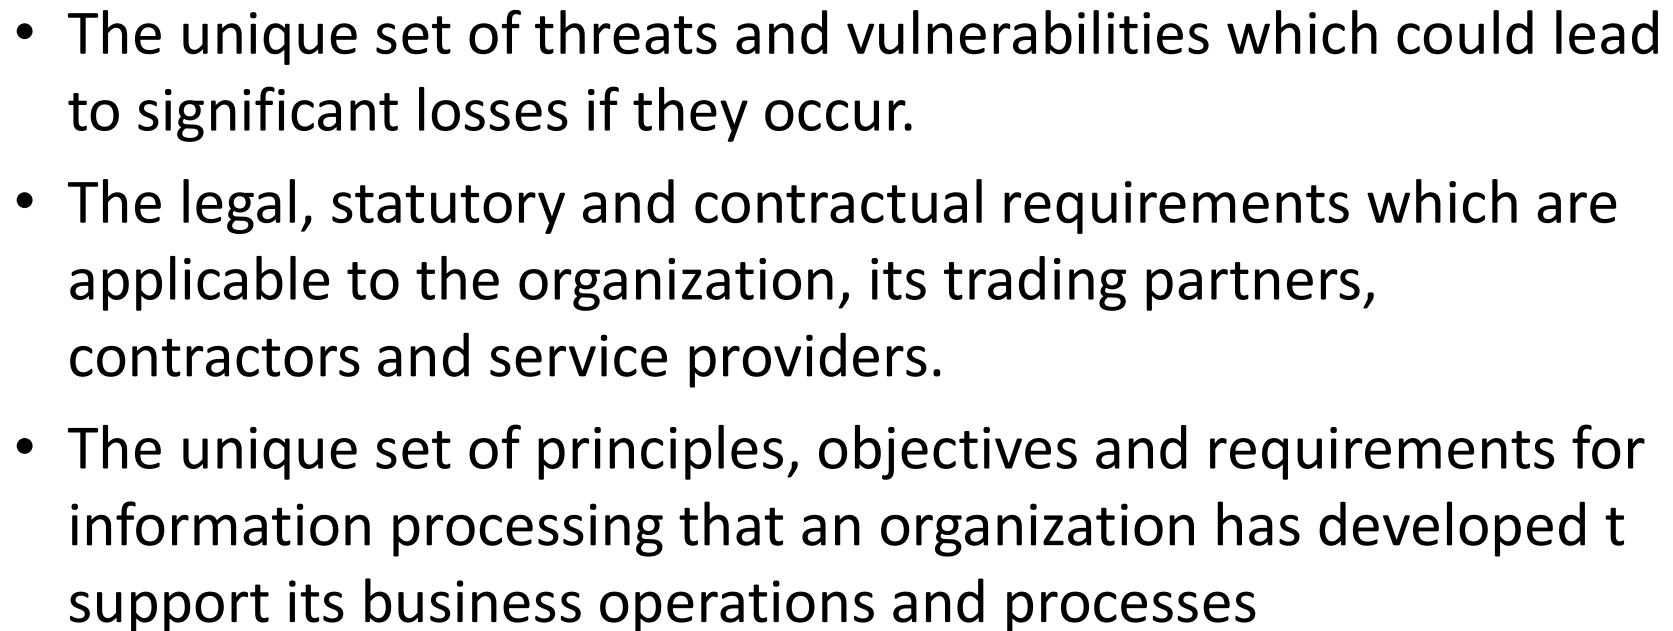 • The unique set of threats and vulnerabilities which could lead
to significant losses if they occur.
• The legal, statutory and contractual requirements which are
applicable to the organization, its trading partners,
contractors and service providers.
• The unique set of principles, objectives and requirements for
information processing that an organization has developed t
support its business operations and processes